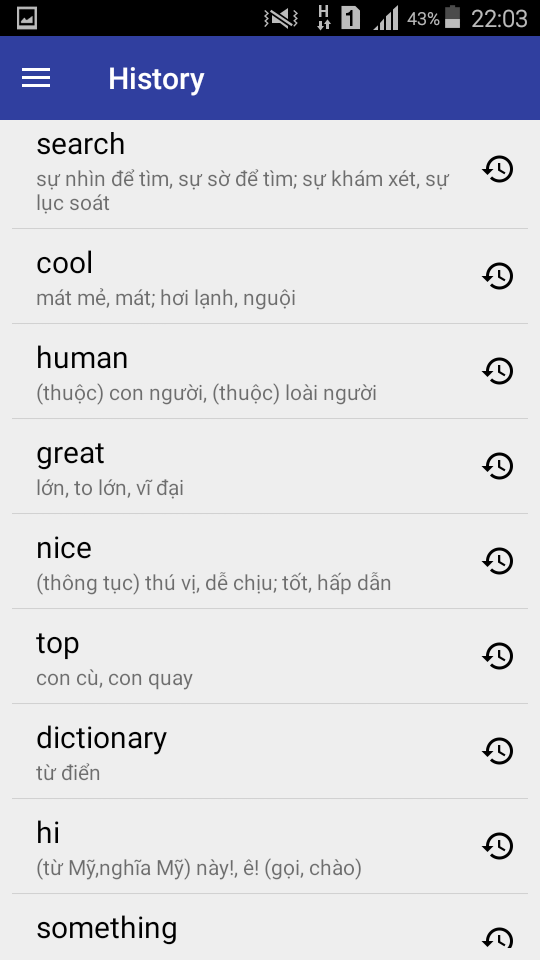 H 1 43% 22:03
History
search
sự nhìn để tìm, sự sờ để tìm; sự khám xét, sự
lục soát
cool
mát mẻ, mát; hơi lạnh, nguội
human
(thuộc) con người, (thuộc) loài người
great
lớn, to lớn, vĩ đại
nice
(thông tục) thú vị, dễ chịu; tốt, hấp dẫn
top
con cù, con quay
dictionary
từ điển
hi
(từ Mỹ,nghĩa Mỹ) này!, ê! (gọi, chào)
something